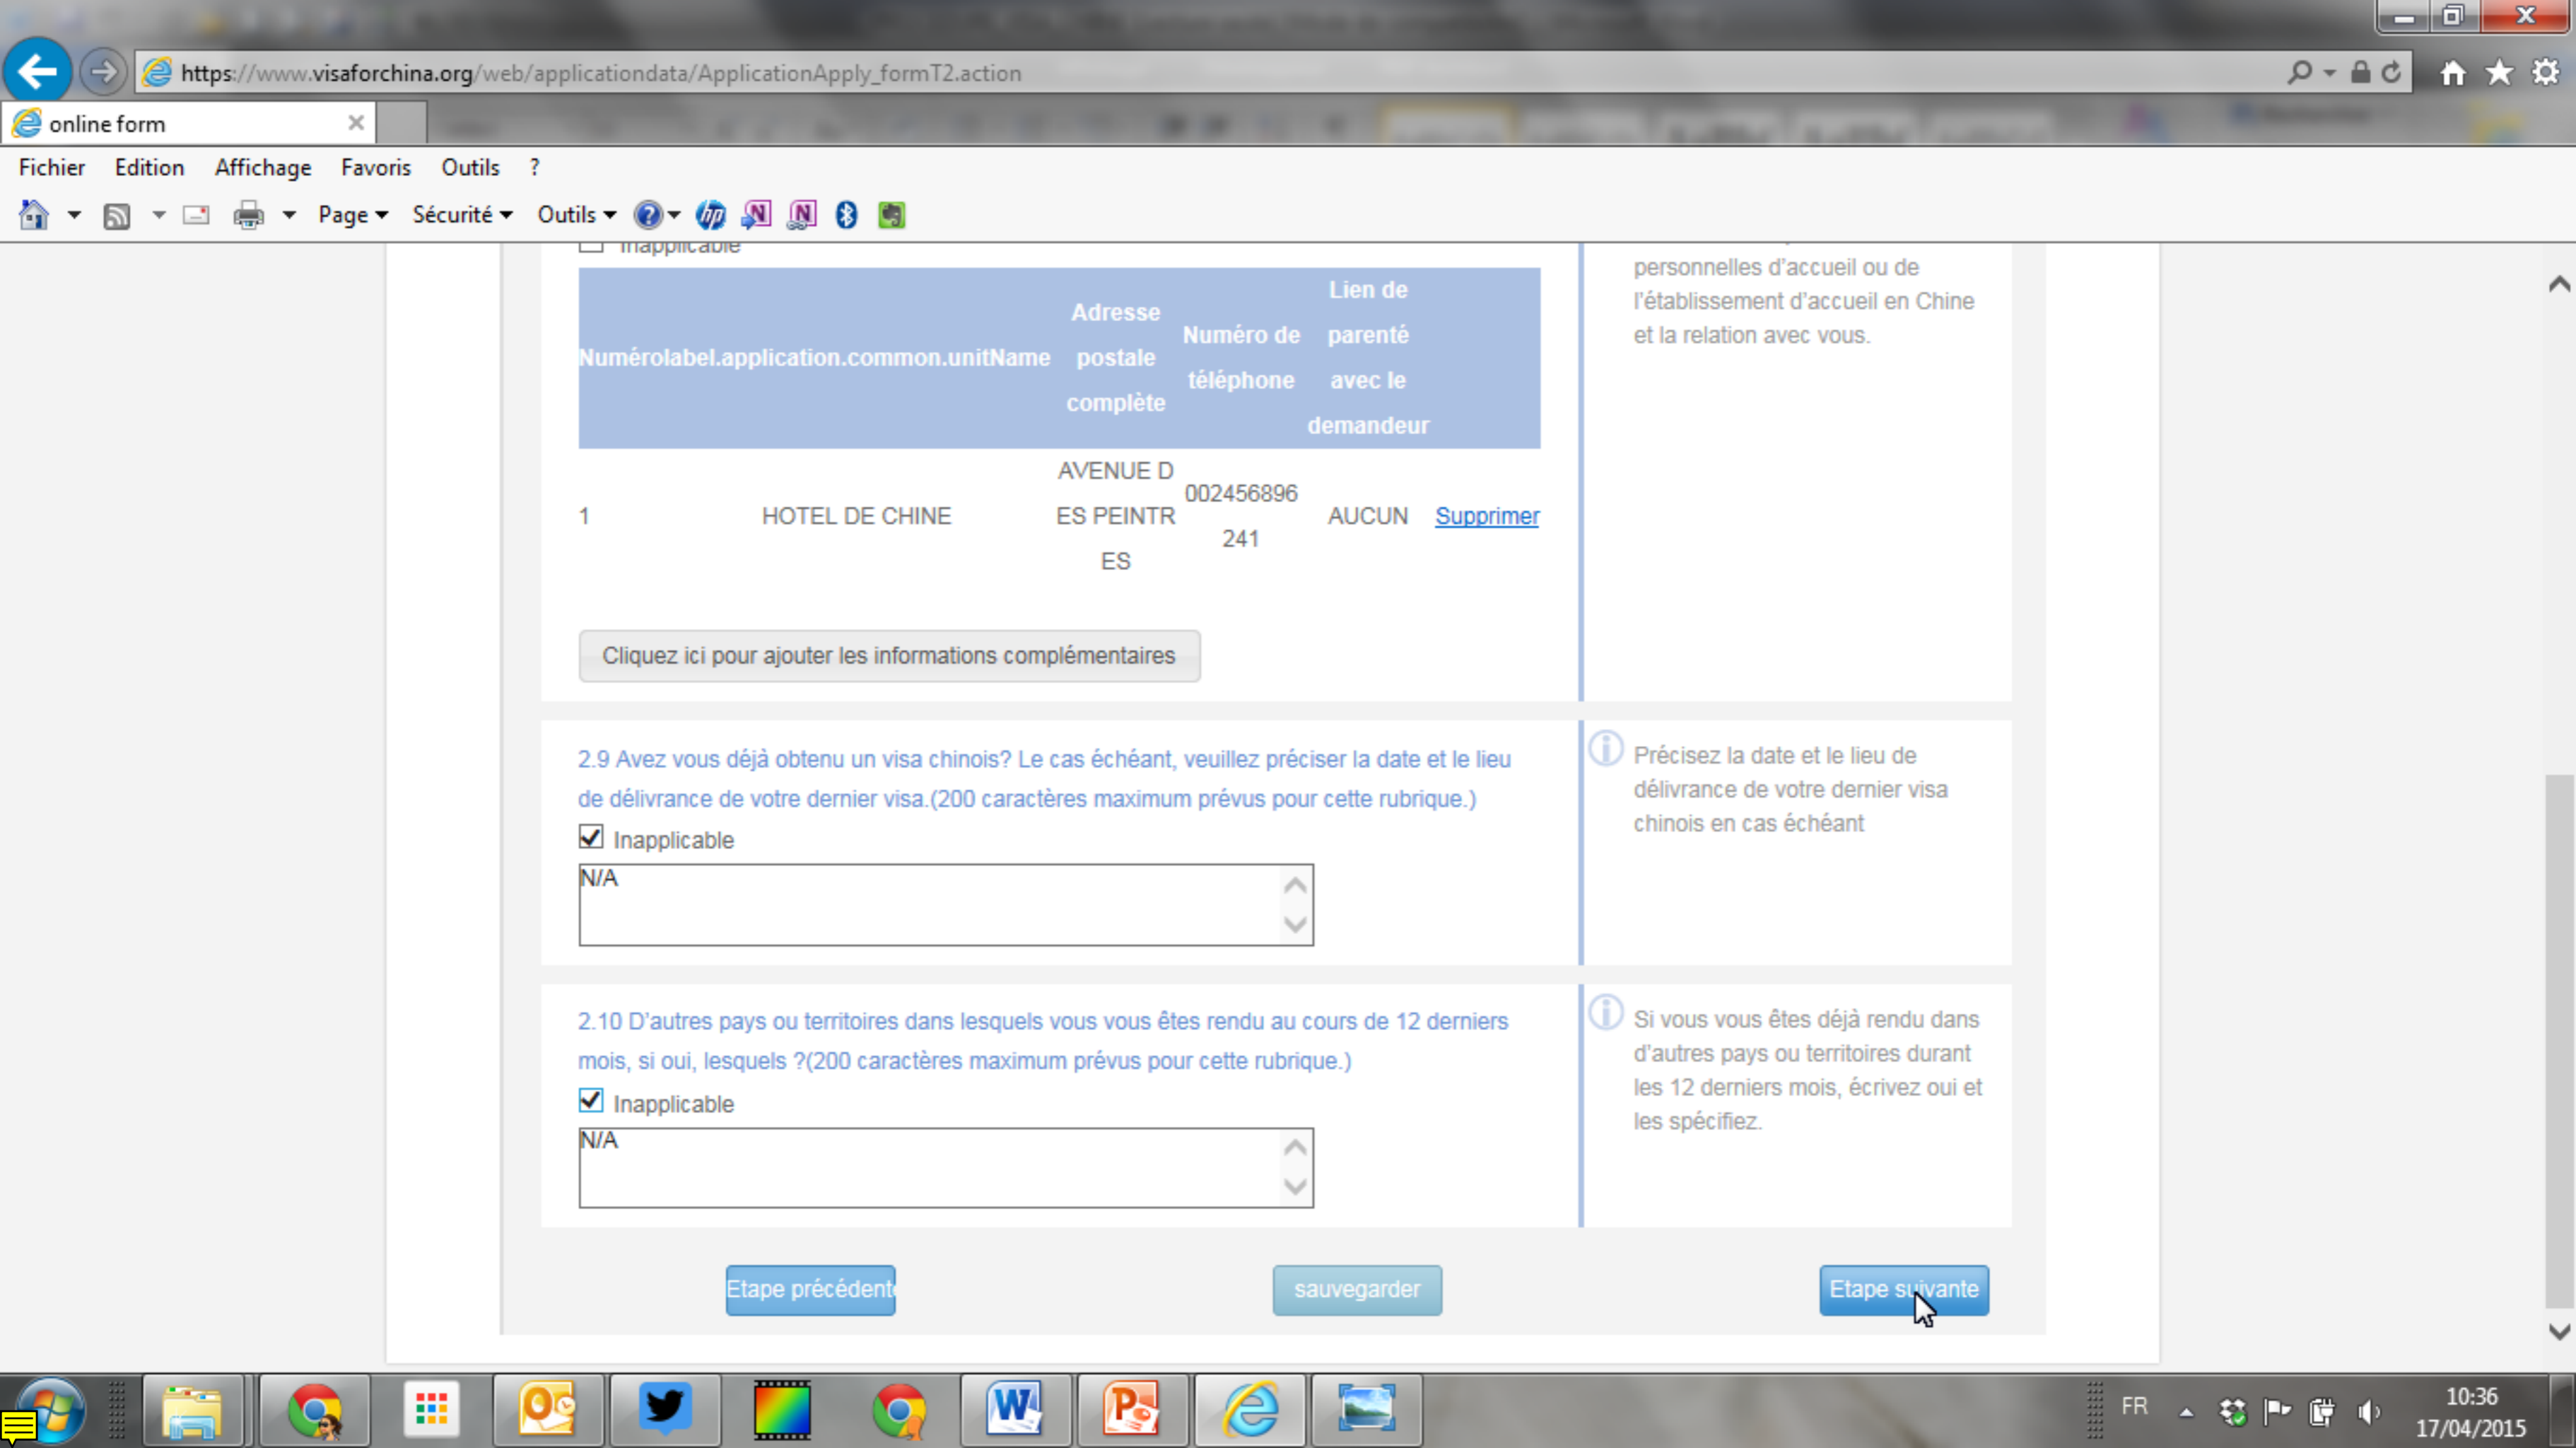 https://www.visaforchina.org/web/applicationdata/ApplicationApply_formT2.action
online form
Fichier Edition Affichage Favoris Outils ?
Page Sécurité Outils
Inapplicable
Numérolabel.application.common.unitName
Adresse
postale
complète
Numéro de
téléphone
Lien de
parenté
avec le
demandeur
1
HOTEL DE CHINE
AVENUE D
ES PEINTR
ES
002456896
241
AUCUN
Supprimer
Cliquez ici pour ajouter les informations complémentaires
personnelles d'accueil ou de
l'établissement d'accueil en Chine
et la relation avec vous.
2.9 Avez vous déjà obtenu un visa chinois? Le cas échéant, veuillez préciser la date et le lieu
de délivrance de votre dernier visa.(200 caractères maximum prévus pour cette rubrique.)
Inapplicable
N/A
Précisez la date et le lieu de
délivrance de votre dernier visa
chinois en cas échéant
2.10 D'autres pays ou territoires dans lesquels vous vous êtes rendu au cours de 12 derniers
mois, si oui, lesquels ?(200 caractères maximum prévus pour cette rubrique.)
Inapplicable
N/A
Si vous vous êtes déjà rendu dans
d'autres pays ou territoires durant
les 12 derniers mois, écrivez oui et
les spécifiez.
Etape précédent
sauvegarder
Etape suivante
FR
10:36
17/04/2015